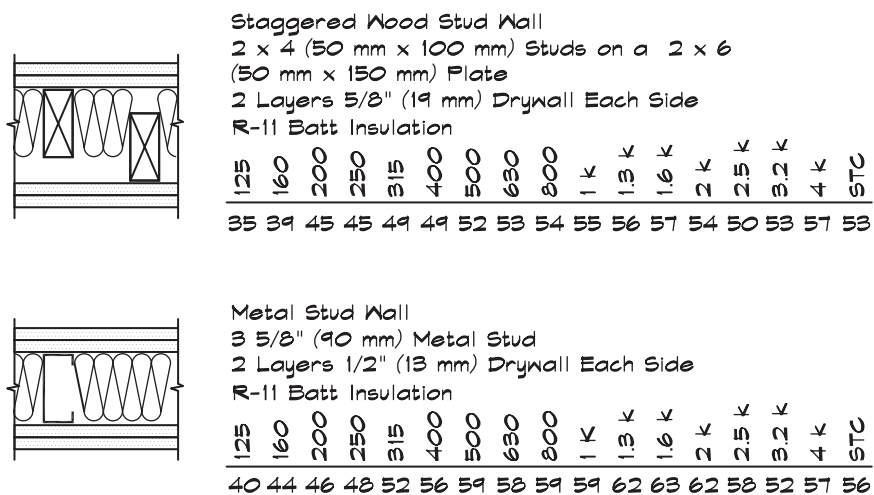 Staggered Wood Stud Wall
2 x 4 (50 mm x 100 mm) Studs on a 2 x 6
(50 mm x 150 mm) Plate
2 Layers 5/8" (19 mm) Drywall Each Side
R-11 Batt Insulation
125 160 200 250 315 400 500 630 800 1 K 1.3 K 1.6 K 2 K 2.5 K 3.2 K 4 K STC
35 39 45 45 49 49 52 53 54 55 56 57 54 50 53 57 53
Metal Stud Wall
3 5/8" (90 mm) Metal Stud
2 Layers 1/2" (13 mm) Drywall Each Side
R-11 Batt Insulation
125 160 200 250 315 400 500 630 800 1 K 1.3 K 1.6 K 2 K 2.5 K 3.2 K 4 K STC
40 44 46 48 52 56 59 58 59 59 62 63 62 58 52 57 56